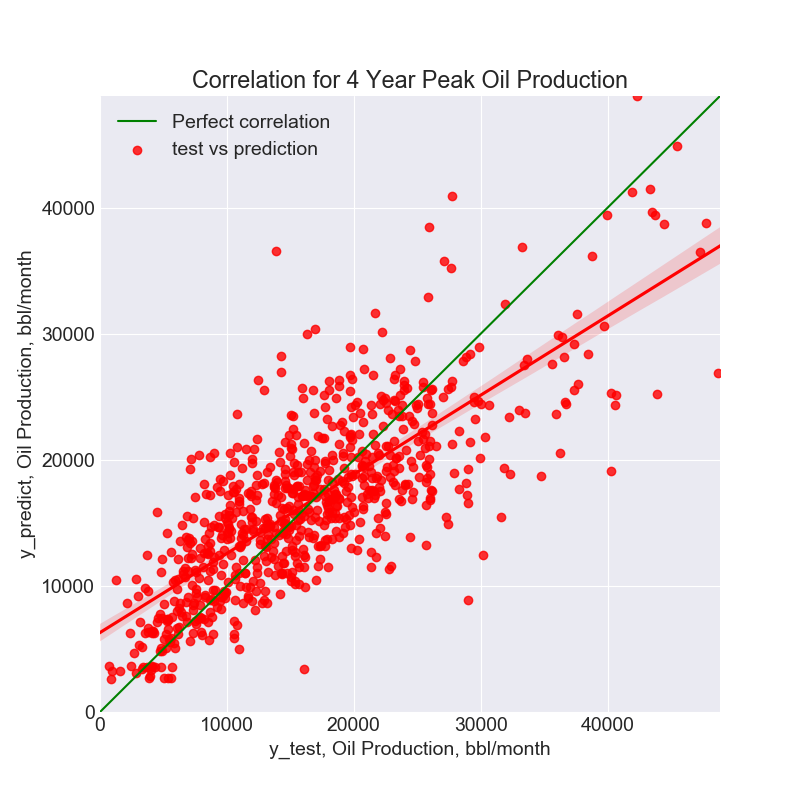 Correlation for 4 Year Peak Oil Production
Perfect correlation
test vs prediction
y_predict, Oil Production, bbl/month
40000
30000
20000
10000
0
0 10000 20000 30000 40000
y_test, Oil Production, bbl/month